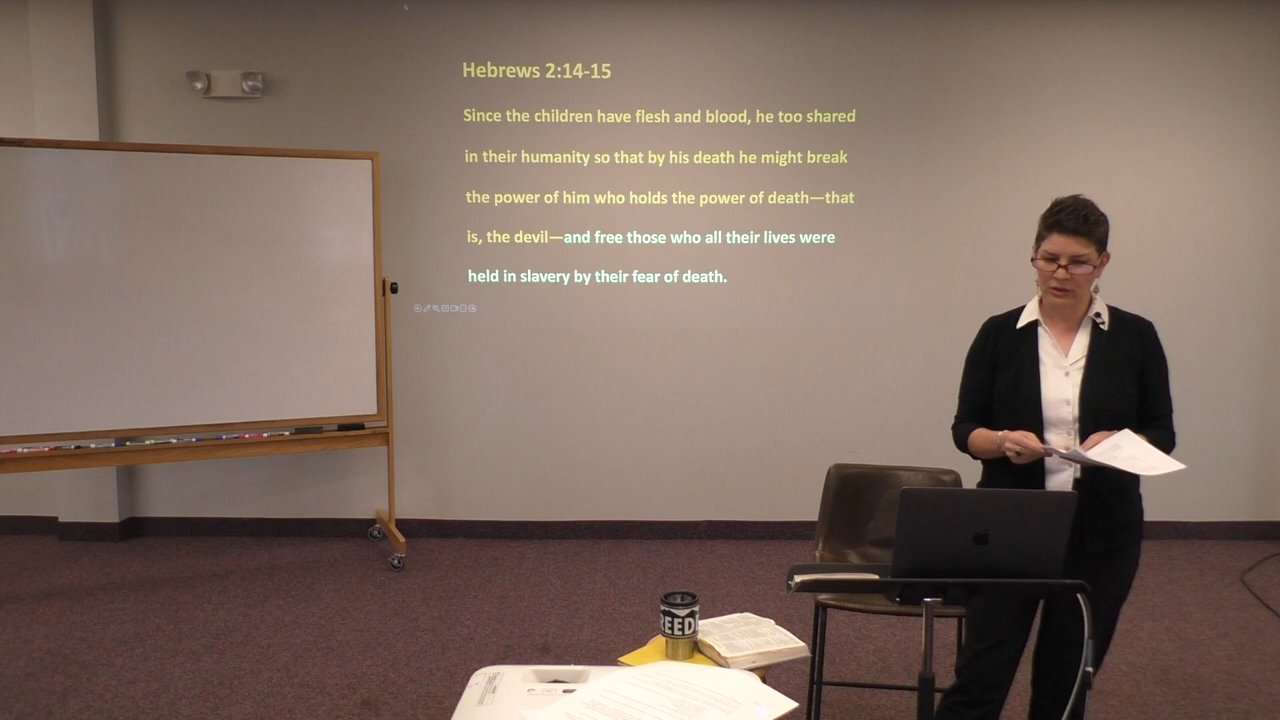 Hebrews 2:14-15
Since the children have flesh and blood, he too shared
in their humanity so that by his death he might break
the power of him who holds the power of death—that
is, the devil—and free those who all their lives were
held in slavery by their fear of death.